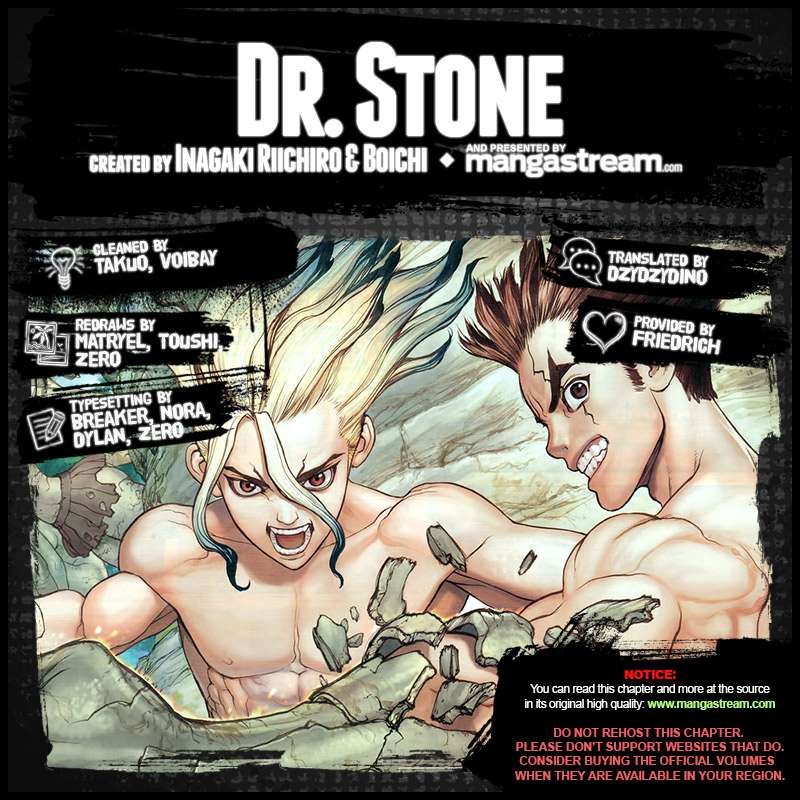 DR. STONE
CREATED BY INAGAKI RIICHIRO & BOICHI ◆ AND PRESENTED BY mangastream.com
CLEANED BY
TAKUO, VOIBAY
REDRAWS BY
MATRYEL, TOUSHI,
ZERO
TYPESETTING BY
BREAKER, NORA,
DYLAN, ZERO
TRANSLATED BY
DZYDZYDINO
PROVIDED BY
FRIEDRICH
NOTICE:
You can read this chapter and more at the source
in its original high quality: www.mangastream.com
DO NOT REHOST THIS CHAPTER.
PLEASE DON'T SUPPORT WEBSITES THAT DO.
CONSIDER BUYING THE OFFICIAL VOLUMES
WHEN THEY ARE AVAILABLE IN YOUR REGION.